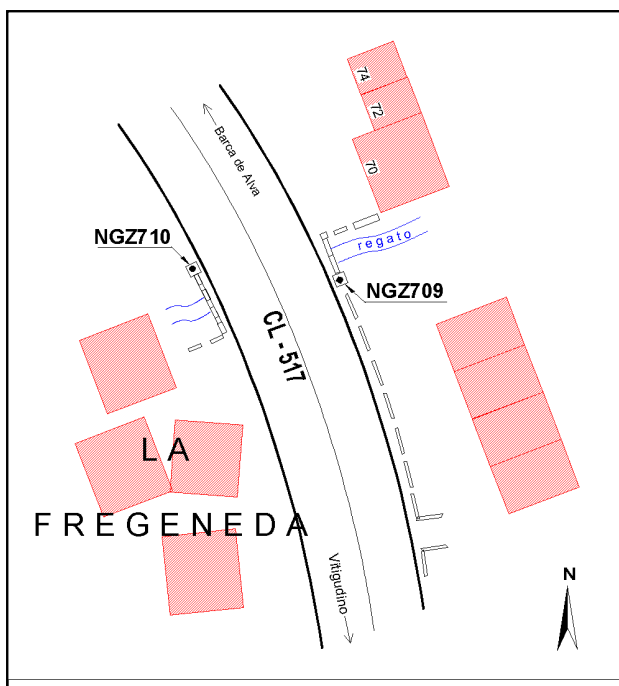 74
72
70
Barca de Alva
regato
NGZ710
NGZ709
CL - 517
LA
FREGENEDA
Vitigudino
N